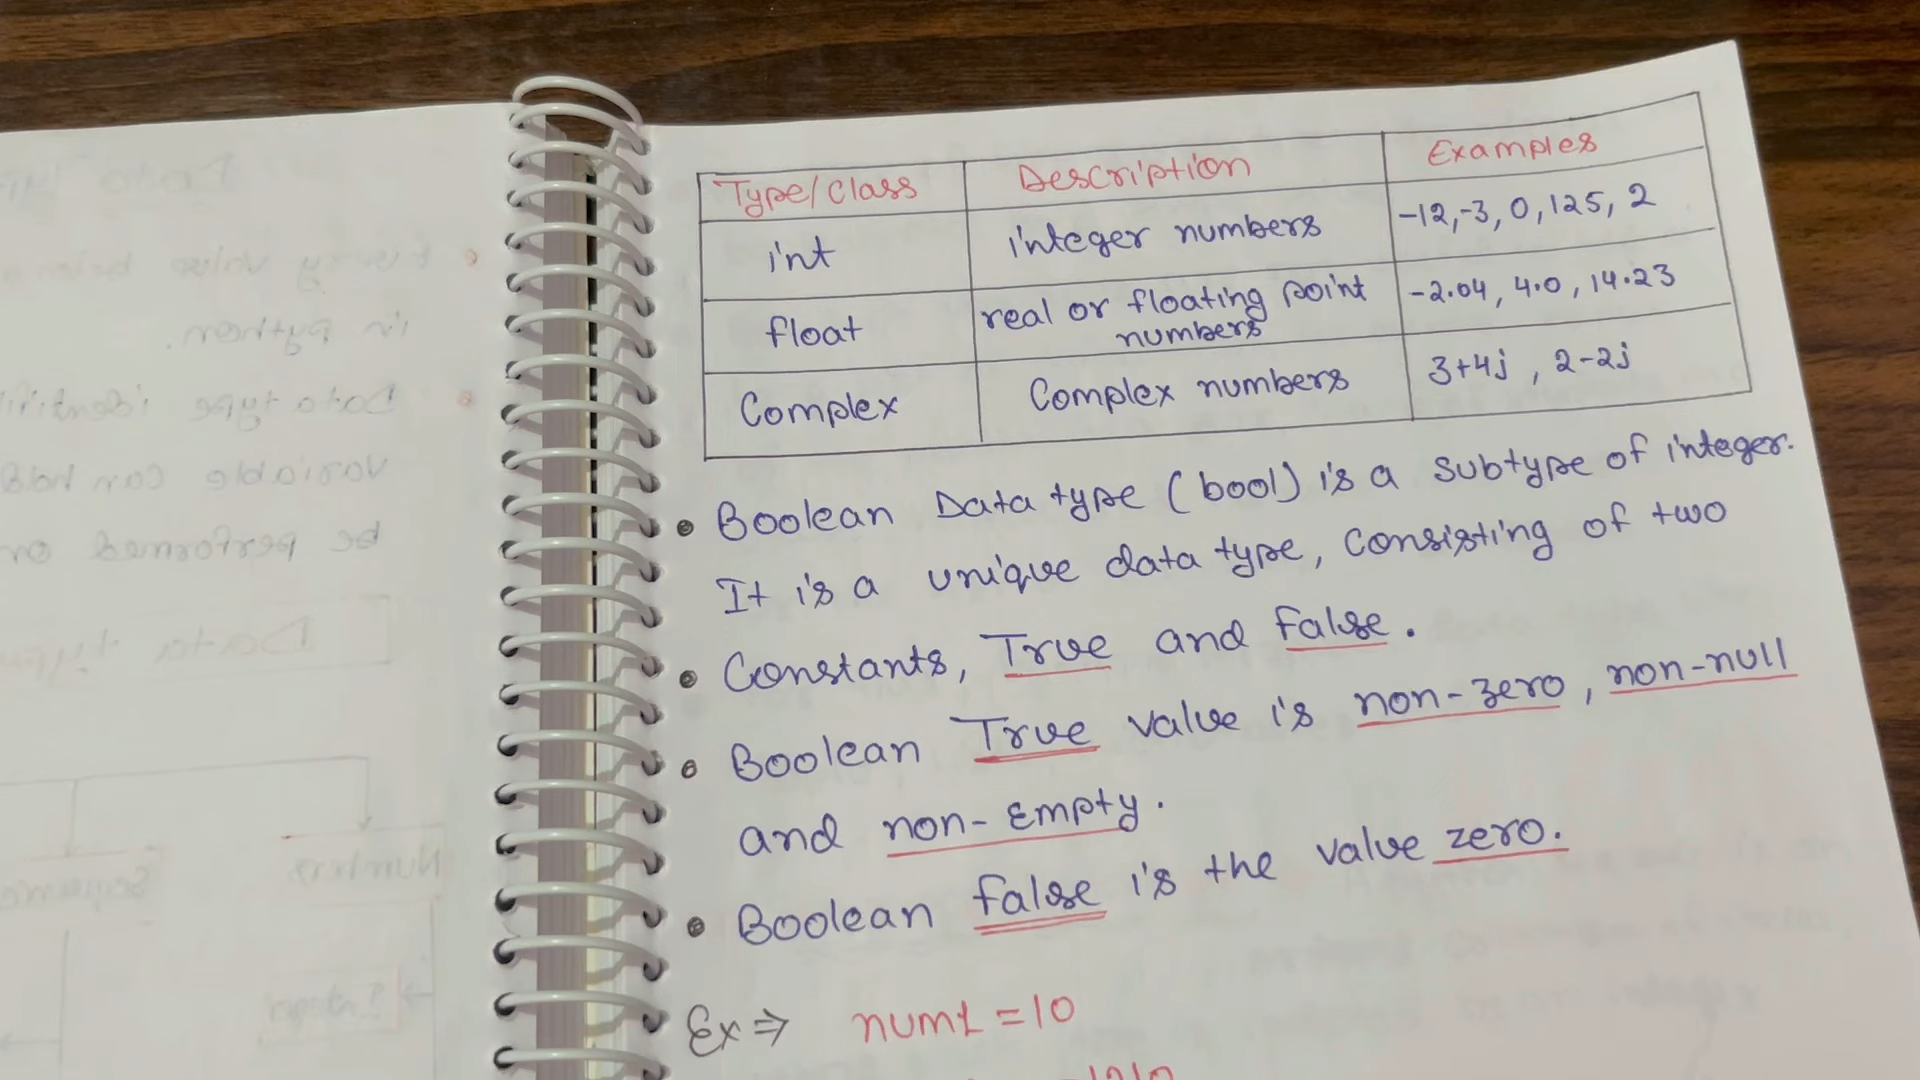 Type/Class Description Examples
int integer numbers -12,-3, 0, 125, 2
float real or floating point numbers -2.04, 4.0, 14.23
Complex Complex numbers 3+4j , 2-2j
• Boolean Data type (bool) is a subtype of integer.
It is a unique data type, Consisting of two
• Constants, True and False.
• Boolean True value is non-zero, non-null
and non-Empty.
• Boolean false is the value zero.
Ex ⇒ num1 = 10